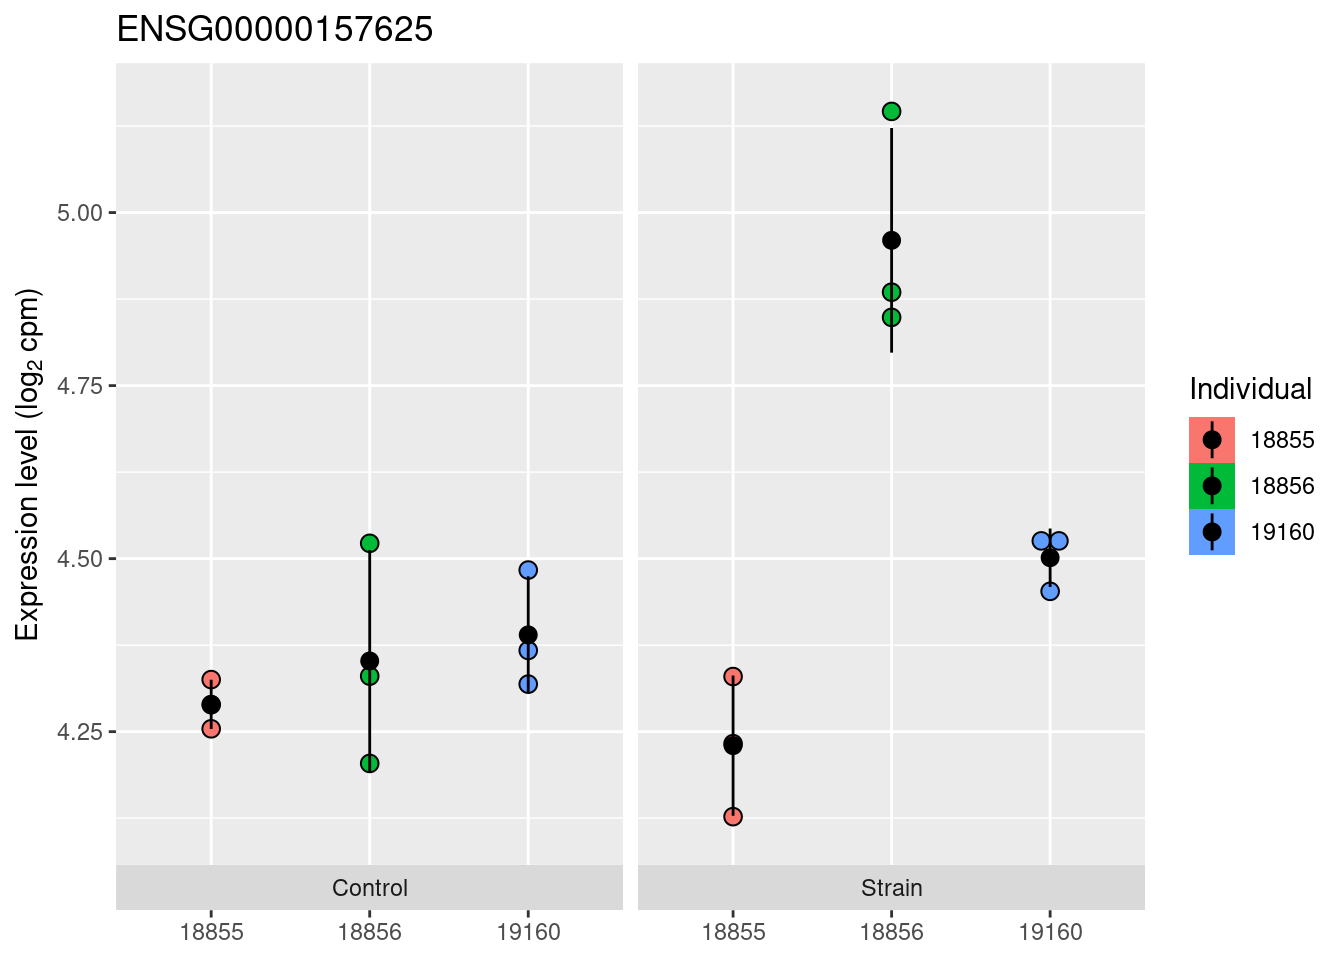 ENSG00000157625
Expression level (log2 cpm)
5.00
4.75
4.50
4.25
Control
Strain
18855
18856
19160
18855
18856
19160
Individual
18855
18856
19160